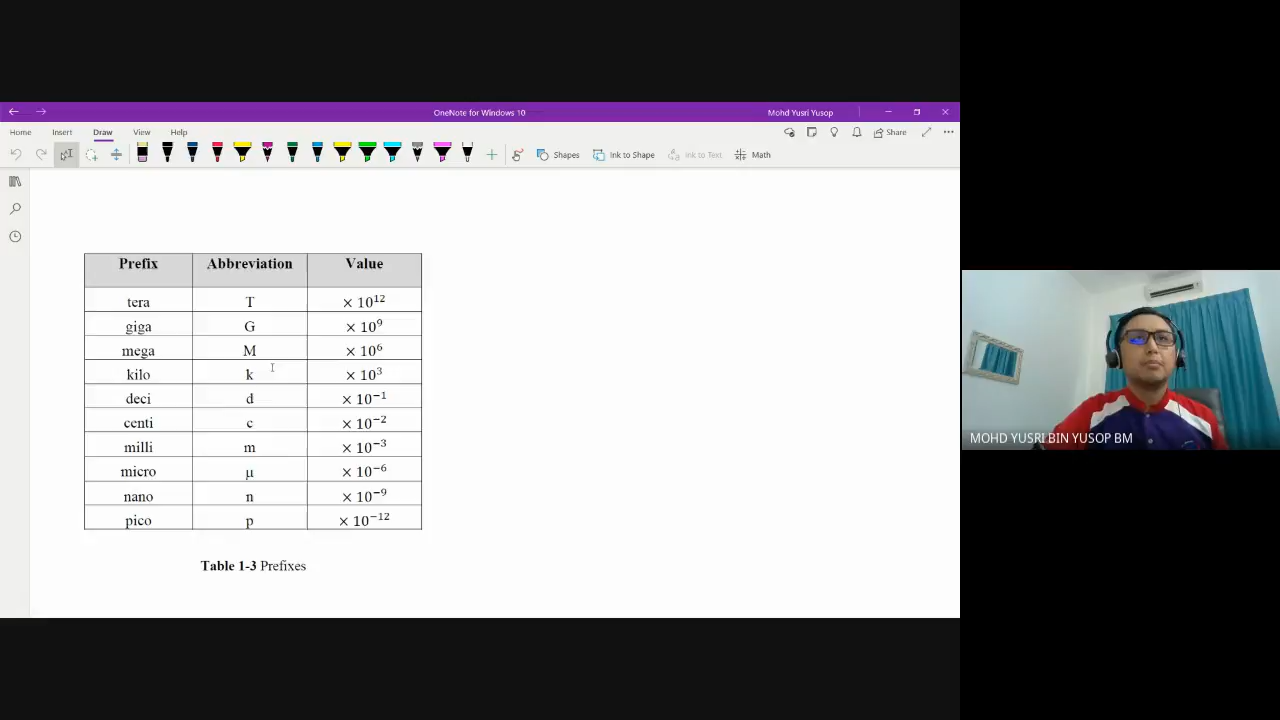 OneNote for Windows 10
Mohd Yusri Yusop
Home Insert Draw View Help
Share
Shapes Ink to Shape Ink to Text Math
Prefix Abbreviation Value
tera T × 10¹²
giga G × 10⁹
mega M × 10⁶
kilo k × 10³
deci d × 10⁻¹
centi c × 10⁻²
milli m × 10⁻³
micro μ × 10⁻⁶
nano n × 10⁻⁹
pico p × 10⁻¹²
Table 1-3 Prefixes
MOHD YUSRI BIN YUSOP BM